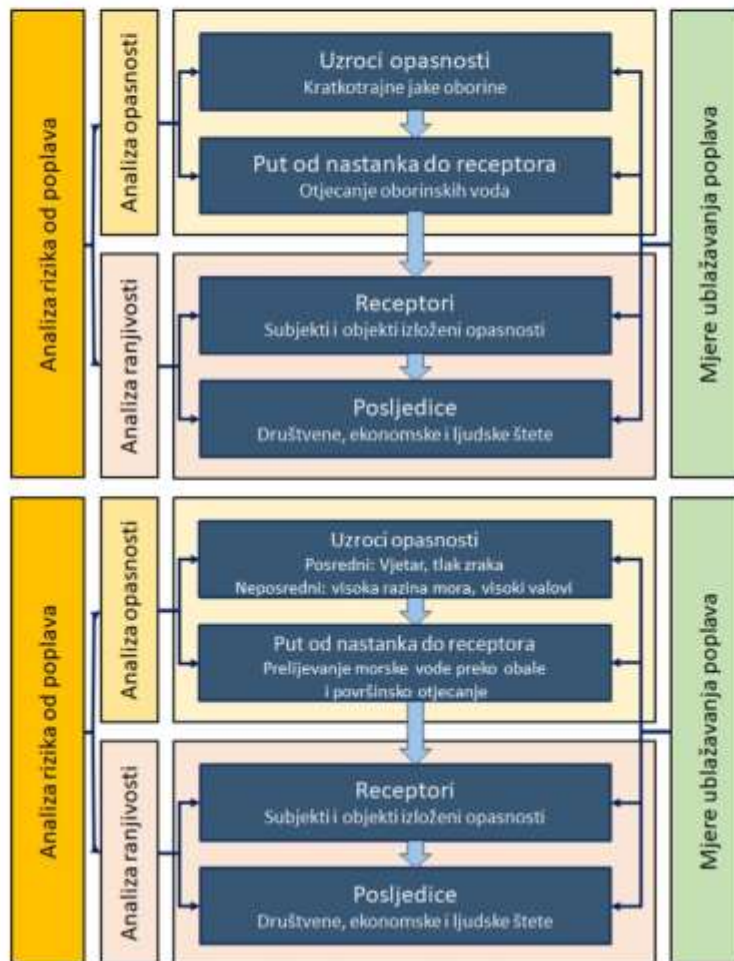 Analiza rizika od poplava
Analiza opasnosti
Uzroci opasnosti
Kratkotrajne jake oborine
Put od nastanka do receptora
Otjecanje oborinskih voda
Analiza ranjivosti
Receptori
Subjekti i objekti izloženi opasnosti
Posljedice
Društvene, ekonomske i ljudske štete
Mjere ublažavanja poplava
Analiza rizika od poplava
Analiza opasnosti
Uzroci opasnosti
Posredni: Vjetar, tlak zraka
Neposredni: visoka razina mora, visoki valovi
Put od nastanka do receptora
Prelijevanje morske vode preko obale
i površinsko otjecanje
Analiza ranjivosti
Receptori
Subjekti i objekti izloženi opasnosti
Posljedice
Društvene, ekonomske i ljudske štete
Mjere ublažavanja poplava